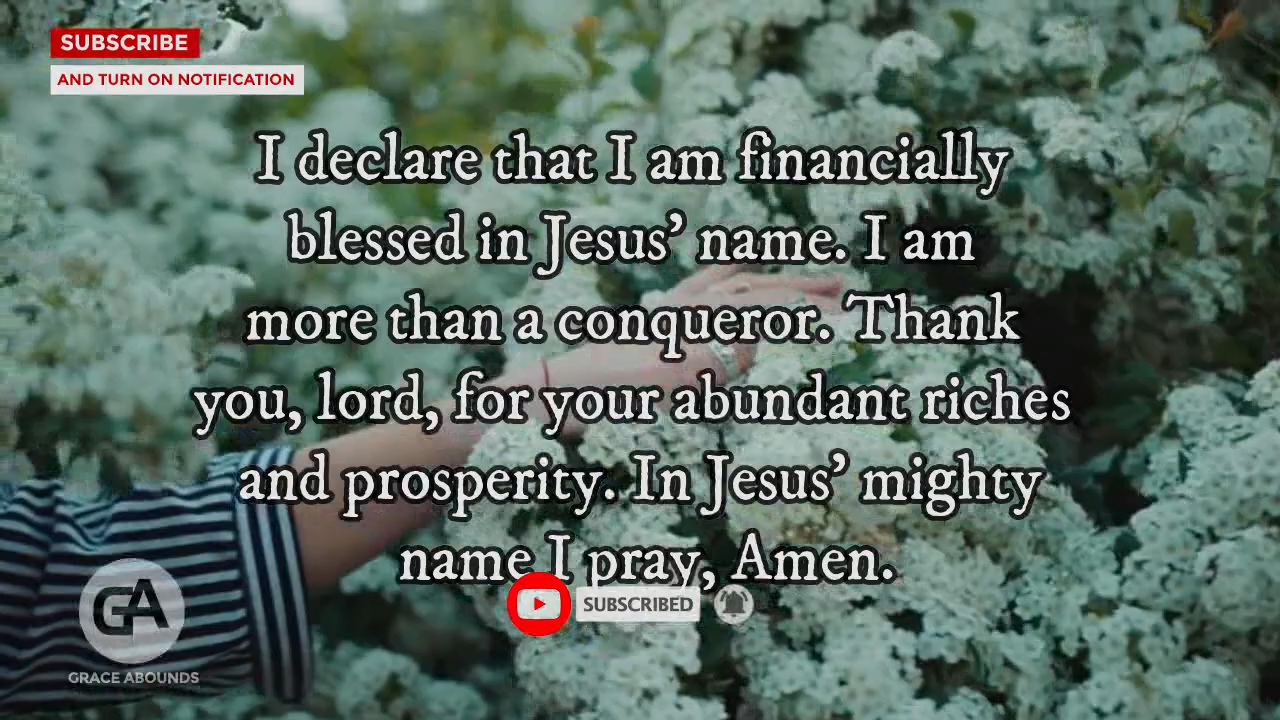 SUBSCRIBE
AND TURN ON NOTIFICATION
I declare that I am financially
blessed in Jesus’ name. I am
more than a conqueror. Thank
you, lord, for your abundant riches
and prosperity. In Jesus’ mighty
name I pray, Amen.
SUBSCRIBED
GA
GRACE ABOUNDS